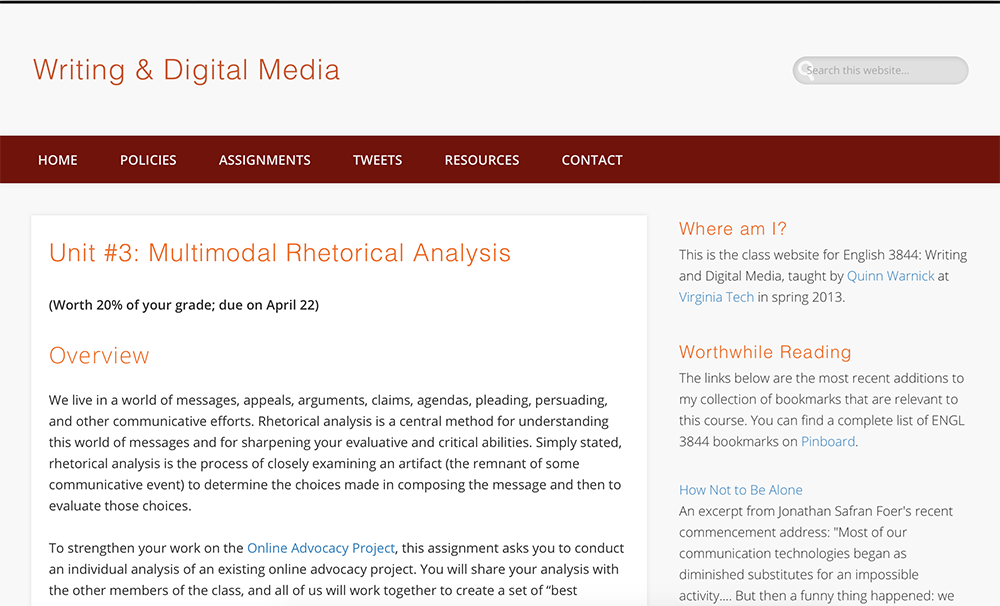 Writing & Digital Media
Search this website...
HOME POLICIES ASSIGNMENTS TWEETS RESOURCES CONTACT
Unit #3: Multimodal Rhetorical Analysis
(Worth 20% of your grade; due on April 22)
Overview
We live in a world of messages, appeals, arguments, claims, agendas, pleading, persuading,
and other communicative efforts. Rhetorical analysis is a central method for understanding
this world of messages and for sharpening your evaluative and critical abilities. Simply stated,
rhetorical analysis is the process of closely examining an artifact (the remnant of some
communicative event) to determine the choices made in composing the message and then to
evaluate those choices.
To strengthen your work on the Online Advocacy Project, this assignment asks you to conduct
an individual analysis of an existing online advocacy project. You will share your analysis with
the other members of the class, and all of us will work together to create a set of “best
Where am I?
This is the class website for English 3844: Writing
and Digital Media, taught by Quinn Warnick at
Virginia Tech in spring 2013.
Worthwhile Reading
The links below are the most recent additions to
my collection of bookmarks that are relevant to
this course. You can find a complete list of ENGL
3844 bookmarks on Pinboard.
How Not to Be Alone
An excerpt from Jonathan Safran Foer's recent
commencement address: "Most of our
communication technologies began as
diminished substitutes for an impossible
activity.... But then a funny thing happened: we